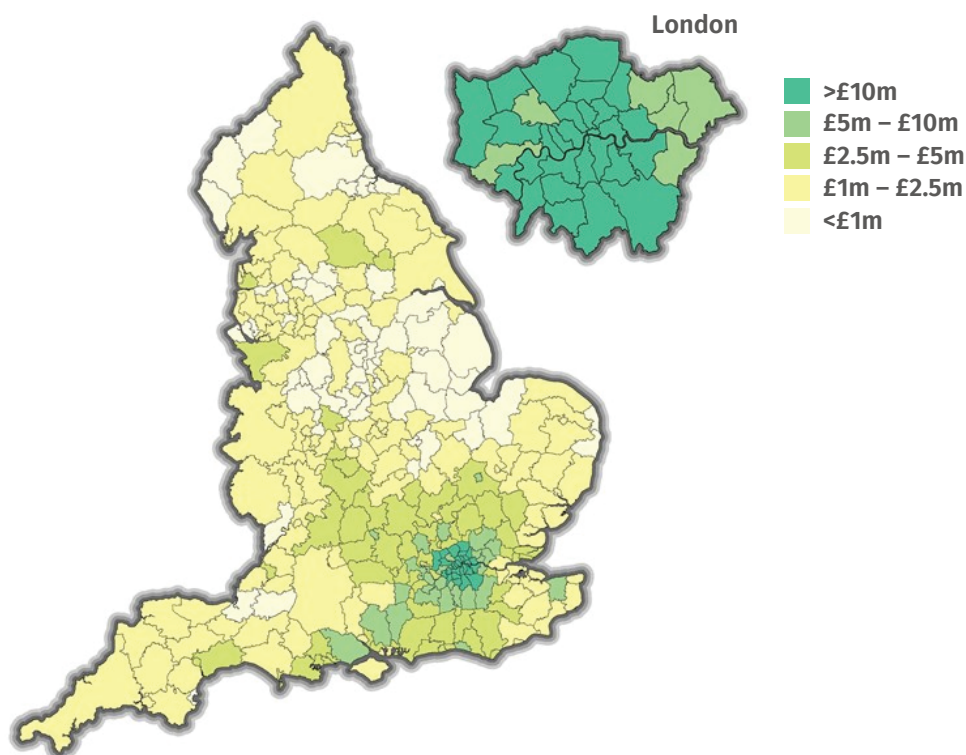 London
>£10m
£5m – £10m
£2.5m – £5m
£1m – £2.5m
<£1m